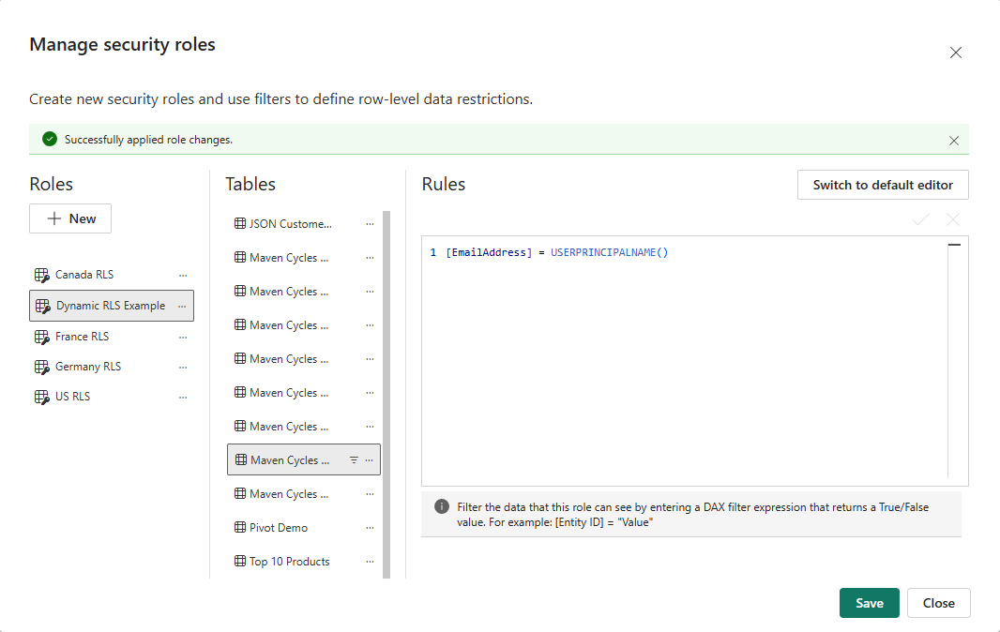 Manage security roles
Create new security roles and use filters to define row-level data restrictions.
Successfully applied role changes.
Roles
New
Canada RLS
Dynamic RLS Example
France RLS
Germany RLS
US RLS
Tables
JSON Custome...
Maven Cycles ...
Maven Cycles ...
Maven Cycles ...
Maven Cycles ...
Maven Cycles ...
Maven Cycles ...
Maven Cycles ...
Maven Cycles ...
Pivot Demo
Top 10 Products
Rules
Switch to default editor
1 [EmailAddress] = USERPRINCIPALNAME()
Filter the data that this role can see by entering a DAX filter expression that returns a True/False
value. For example: [Entity ID] = "Value"
Save
Close